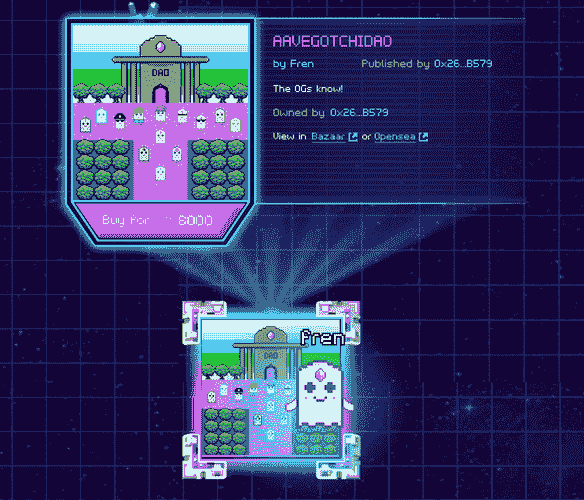 AAVEGOTCHIDAO
by Fren Published by 0x26...B579
The OGs know!
Owned by 0x26...B579
View in Bazaar or Opensea
DAO
Buy for 6000
fren
DAO